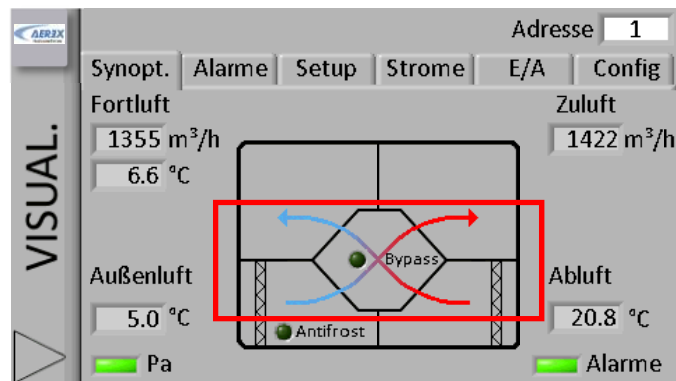 AEREX
Adresse 1
Synopt. Alarme Setup Strome E/A Config
Fortluft Zuluft
1355 m³/h 1422 m³/h
6.6 °C
VISUAL.
Bypass
Außenluft Abluft
5.0 °C 20.8 °C
Antifrost
Pa Alarme